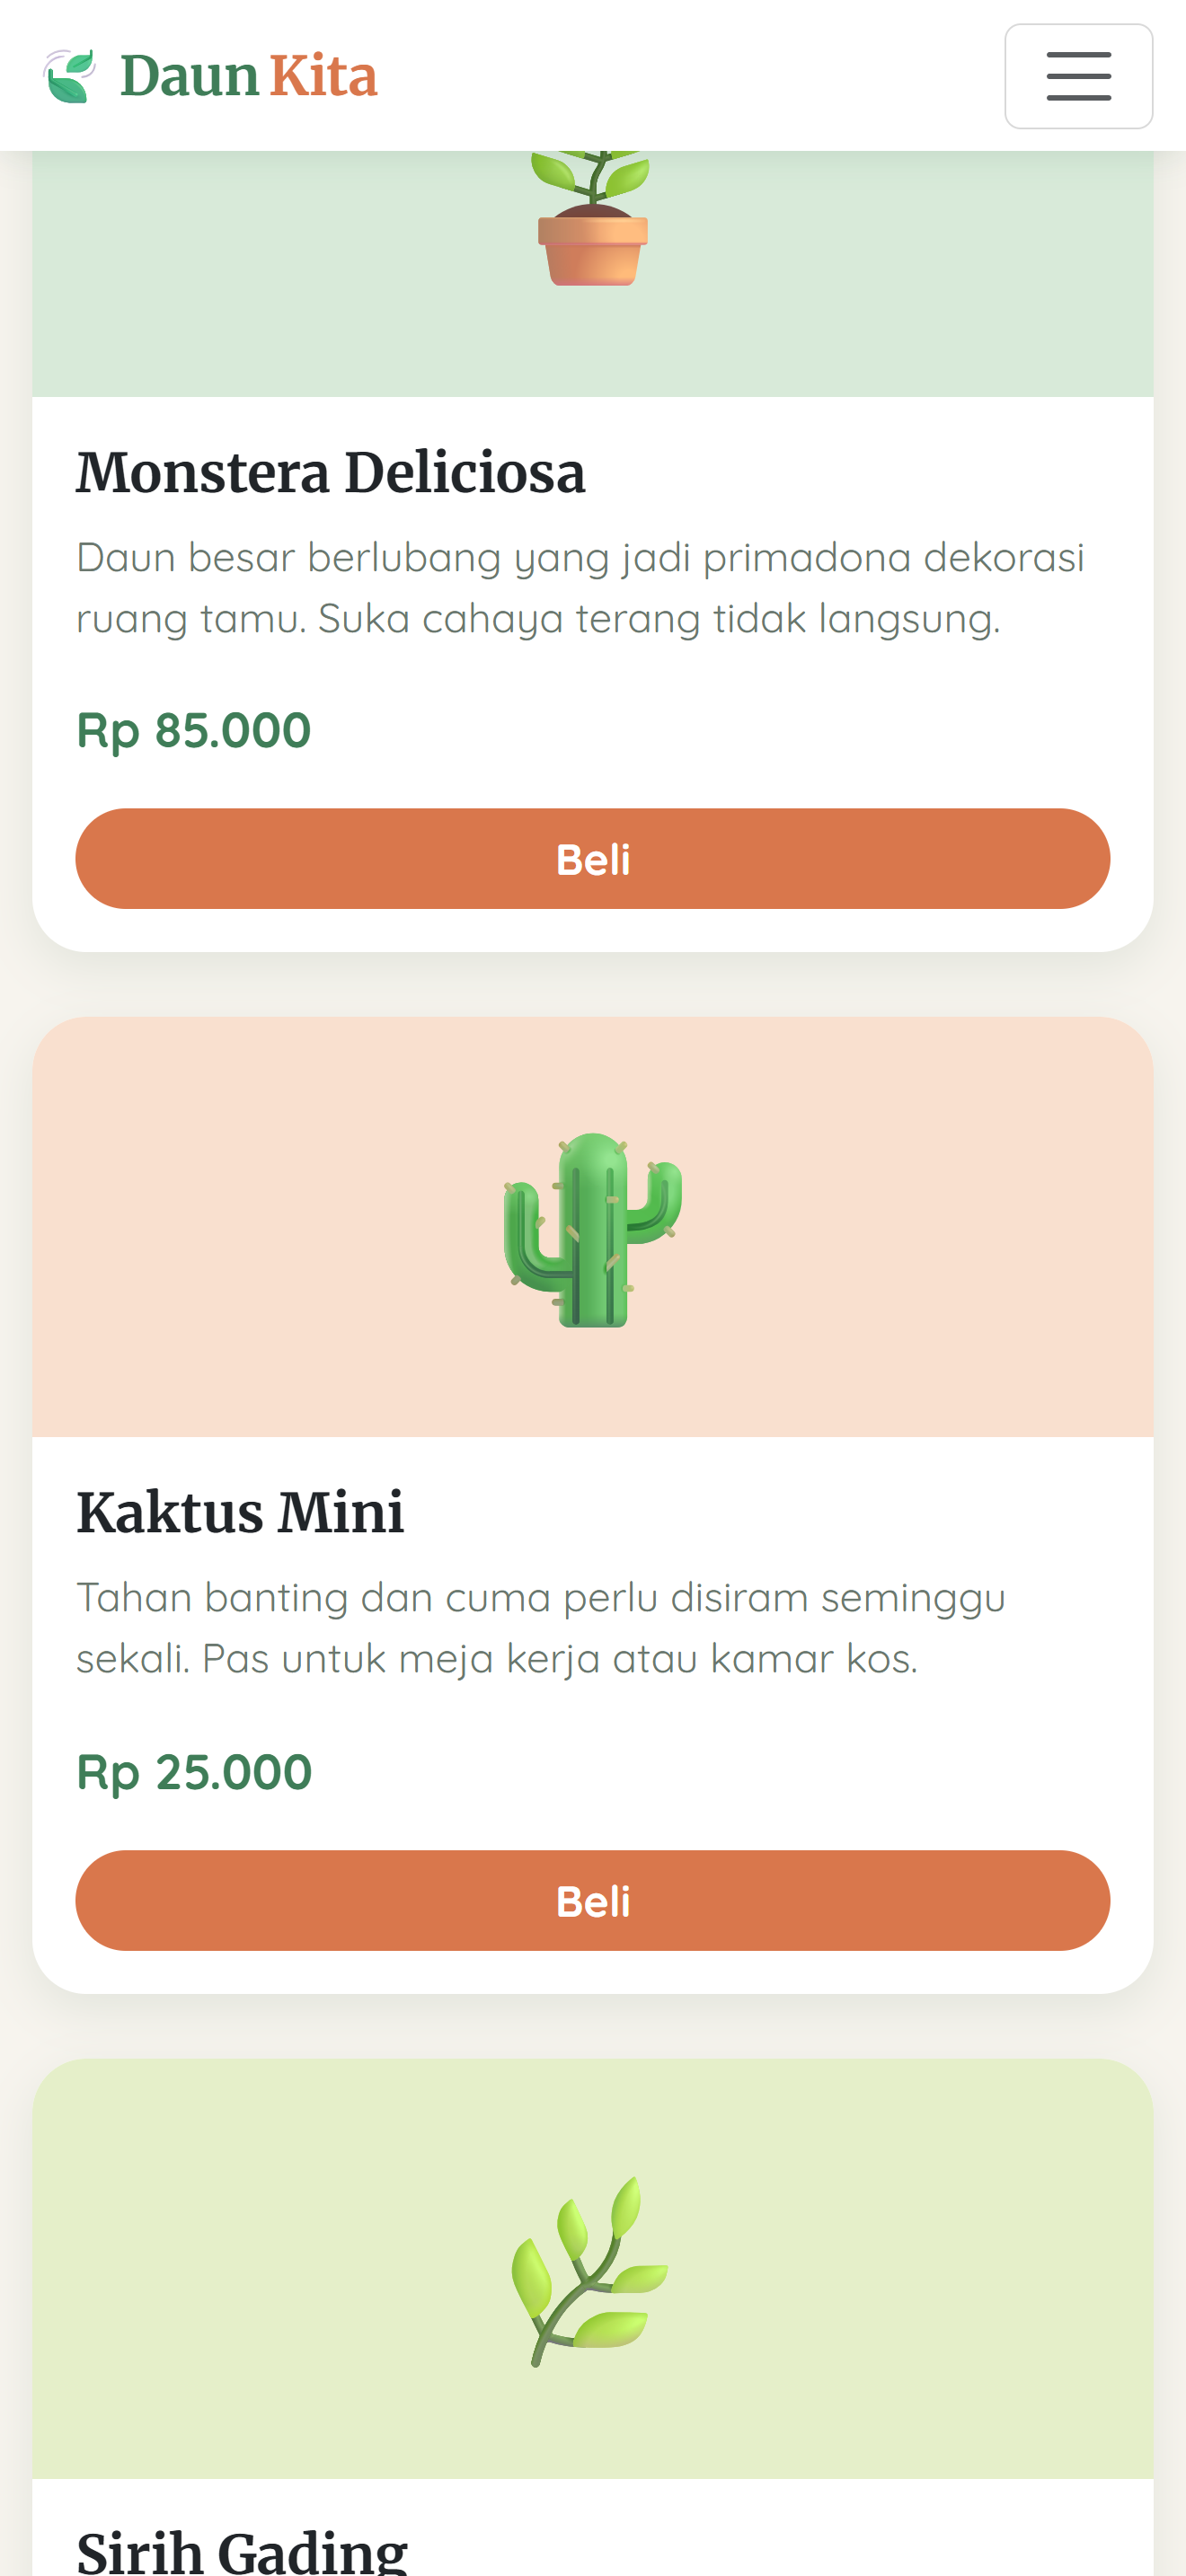 Daun Kita
Monstera Deliciosa
Daun besar berlubang yang jadi primadona dekorasi
ruang tamu. Suka cahaya terang tidak langsung.
Rp 85.000
Beli
Kaktus Mini
Tahan banting dan cuma perlu disiram seminggu
sekali. Pas untuk meja kerja atau kamar kos.
Rp 25.000
Beli
Sirih Gading